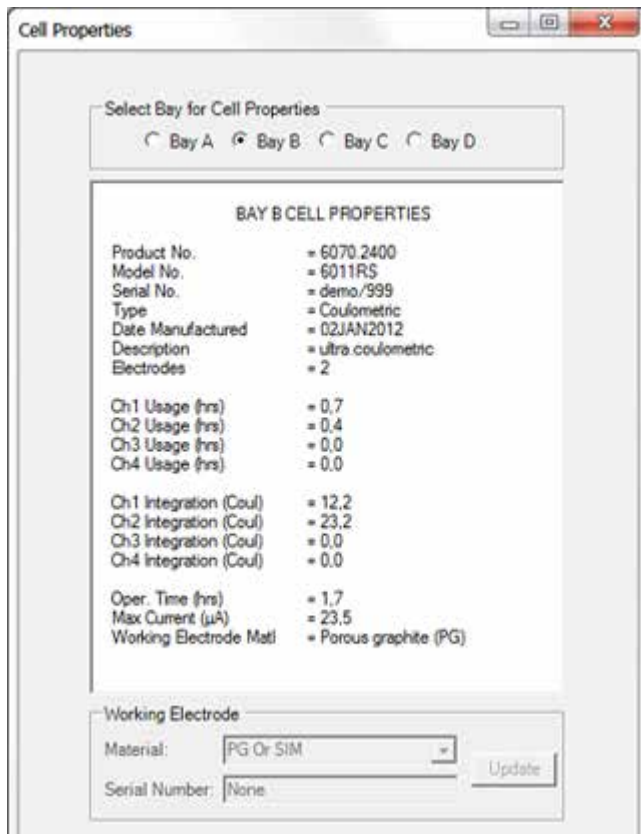 Cell Properties
Select Bay for Cell Properties
Bay A Bay B Bay C Bay D
BAY B CELL PROPERTIES
Product No. = 6070.2400
Model No. = 6011RS
Serial No. = demo/999
Type = Coulometric
Date Manufactured = 02JAN2012
Description = ultra.coulometric
Electrodes = 2
Ch1 Usage (hrs) = 0,7
Ch2 Usage (hrs) = 0,4
Ch3 Usage (hrs) = 0,0
Ch4 Usage (hrs) = 0,0
Ch1 Integration (Coul) = 12,2
Ch2 Integration (Coul) = 23,2
Ch3 Integration (Coul) = 0,0
Ch4 Integration (Coul) = 0,0
Oper. Time (hrs) = 1,7
Max Current (µA) = 23,5
Working Electrode Matl = Porous graphite (PG)
Working Electrode
Material: PG Or SIM
Update
Serial Number: None